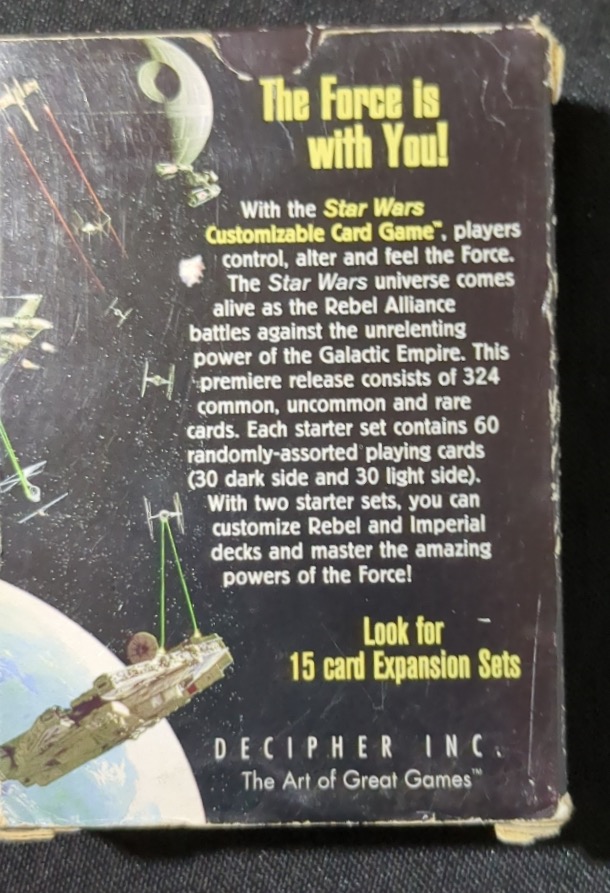 The Force is
with You!
With the Star Wars
Customizable Card Game™, players
control, alter and feel the Force.
The Star Wars universe comes
alive as the Rebel Alliance
battles against the unrelenting
power of the Galactic Empire. This
premiere release consists of 324
common, uncommon and rare
cards. Each starter set contains 60
randomly-assorted playing cards
(30 dark side and 30 light side).
With two starter sets, you can
customize Rebel and Imperial
decks and master the amazing
powers of the Force!
Look for
15 card Expansion Sets
DECIPHER INC.
The Art of Great Games™